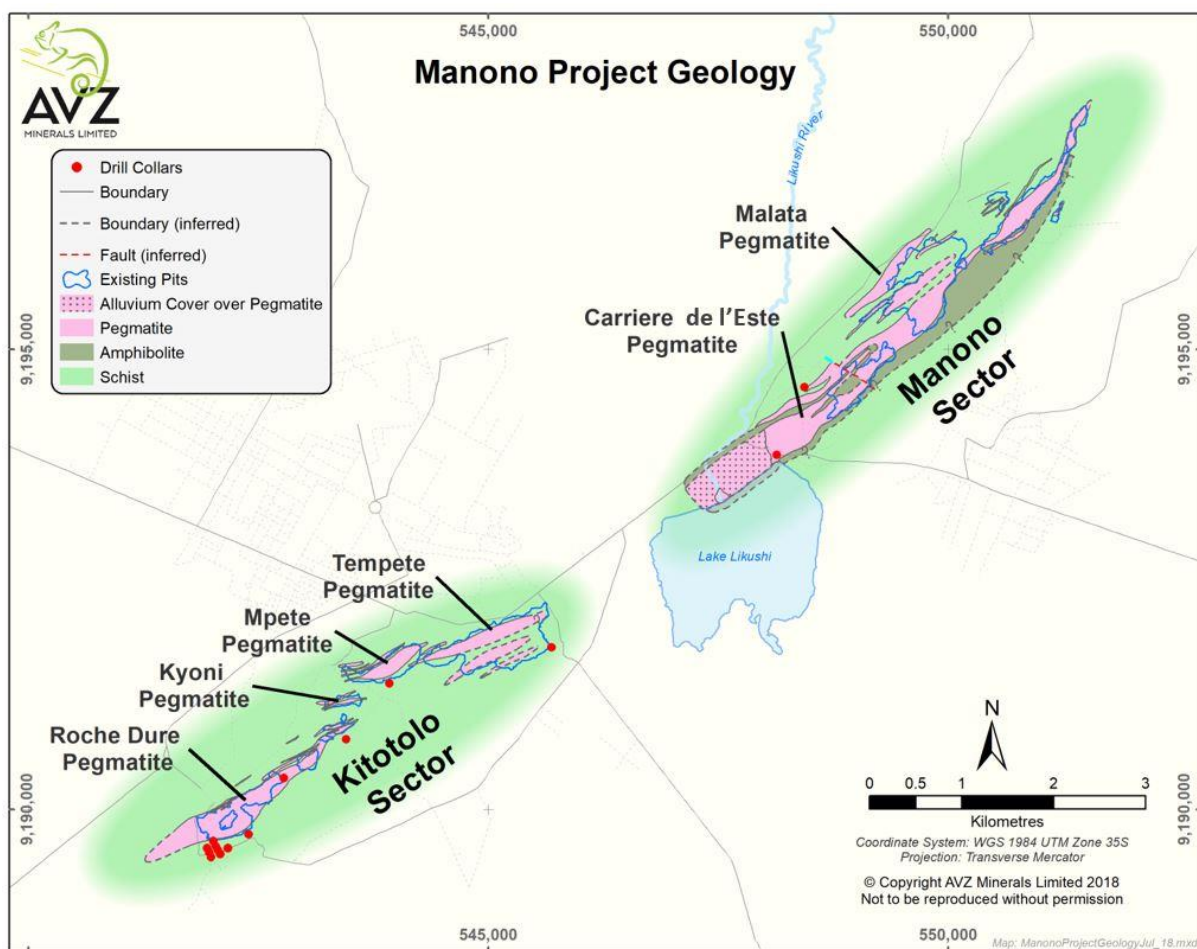 545,000
550,000
AVZ
MINERALS LIMITED
Manono Project Geology
Drill Collars
Boundary
Boundary (inferred)
Fault (inferred)
Existing Pits
Alluvium Cover over Pegmatite
Pegmatite
Amphibolite
Schist
Likushi River
Malata
Pegmatite
Carriere de l'Este
Pegmatite
Manono
Sector
9,195,000
9,195,000
Lake Likushi
Tempete
Pegmatite
Mpete
Pegmatite
Kyoni
Pegmatite
Roche Dure
Pegmatite
Kitotolo
Sector
N
0 0.5 1 2 3
Kilometres
9,190,000
9,190,000
Coordinate System: WGS 1984 UTM Zone 35S
Projection: Transverse Mercator
© Copyright AVZ Minerals Limited 2018
Not to be reproduced without permission
545,000
550,000
Map: ManonoProjectGeologyJul_18.mxd